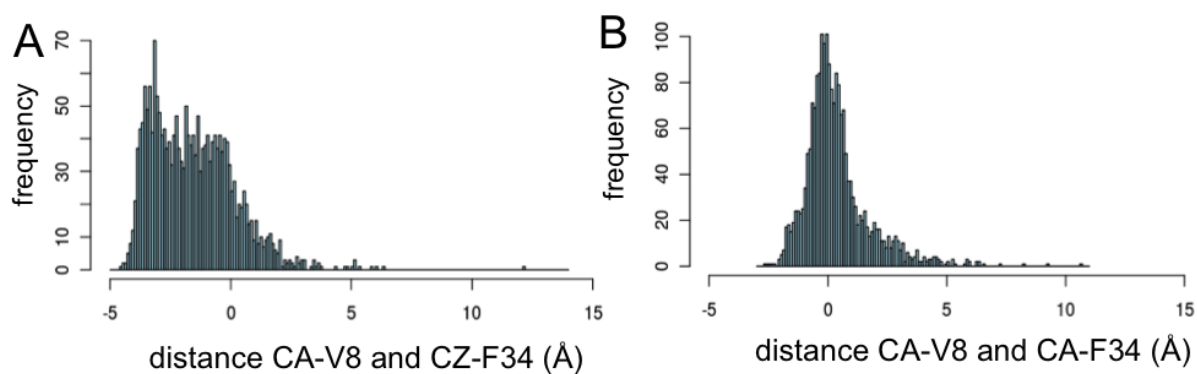 A
frequency
70
50
30
10
0
-5 0 5 10 15
distance CA-V8 and CZ-F34 (Å)
B
frequency
100
80
60
40
20
0
-5 0 5 10 15
distance CA-V8 and CA-F34 (Å)